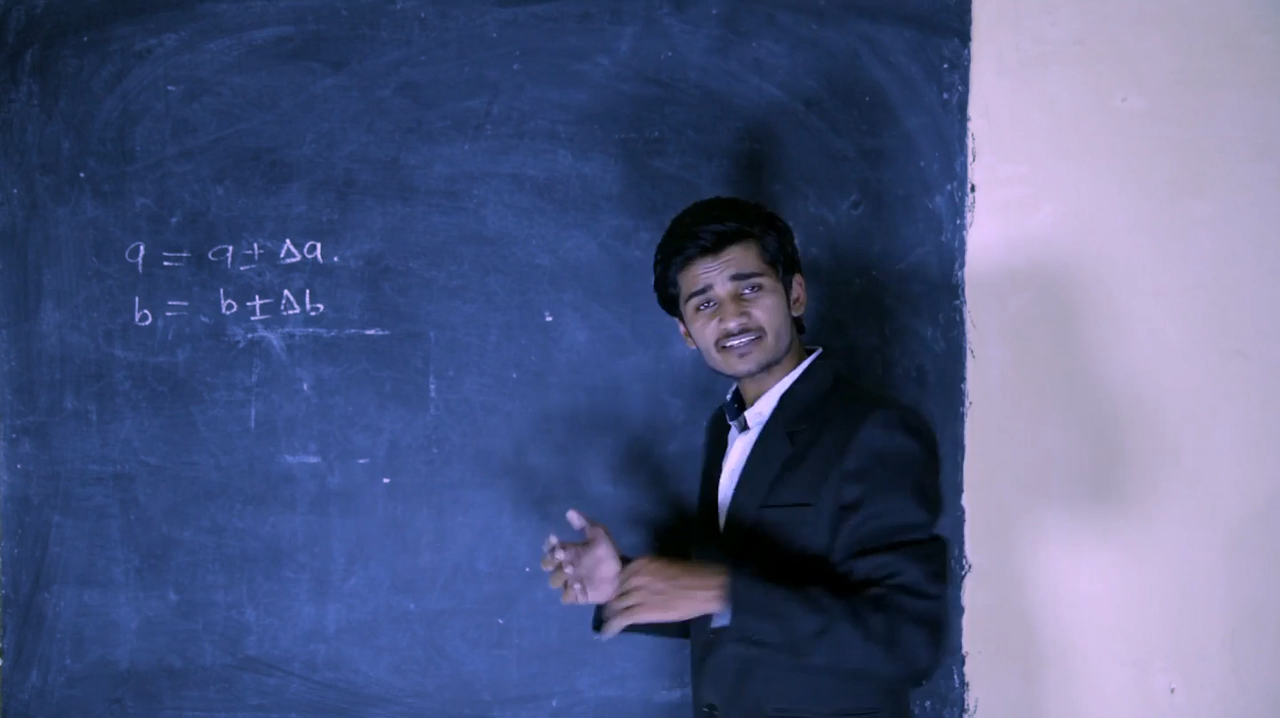 a = a ± Δa.
b = b ± Δb